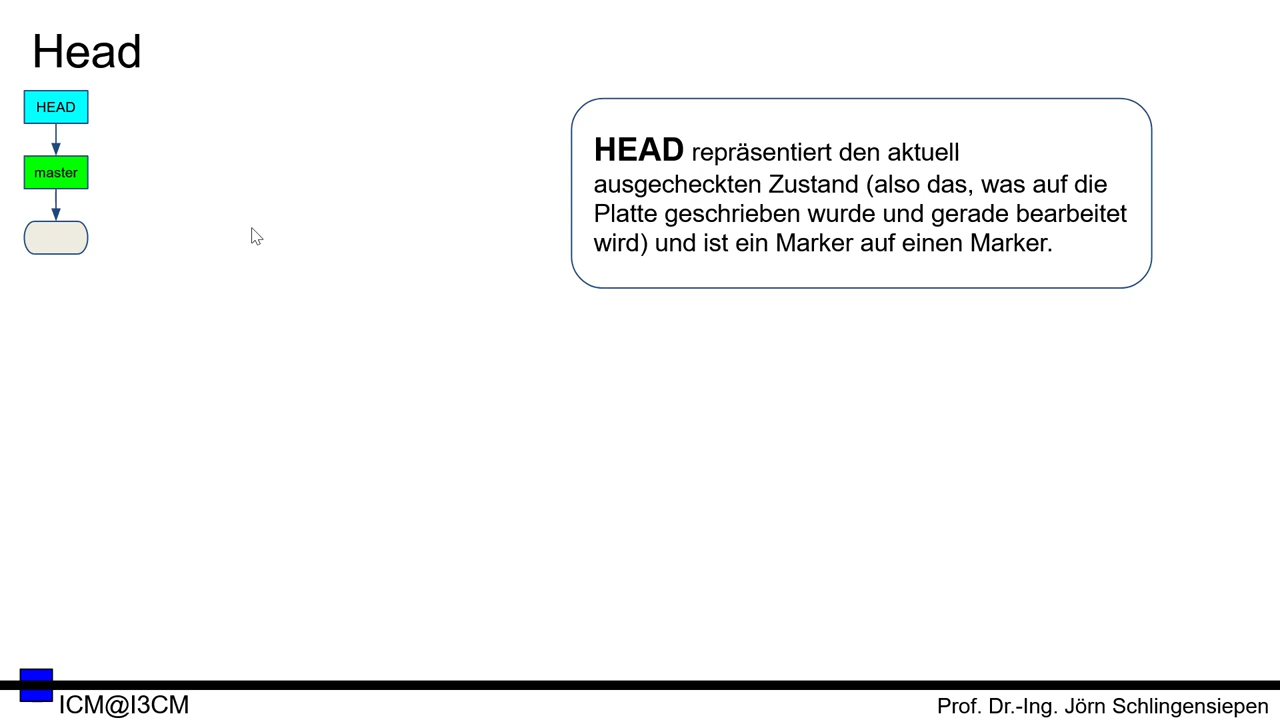 Head
HEAD
master
HEAD repräsentiert den aktuell
ausgecheckten Zustand (also das, was auf die
Platte geschrieben wurde und gerade bearbeitet
wird) und ist ein Marker auf einen Marker.
ICM@I3CM
Prof. Dr.-Ing. Jörn Schlingensiepen